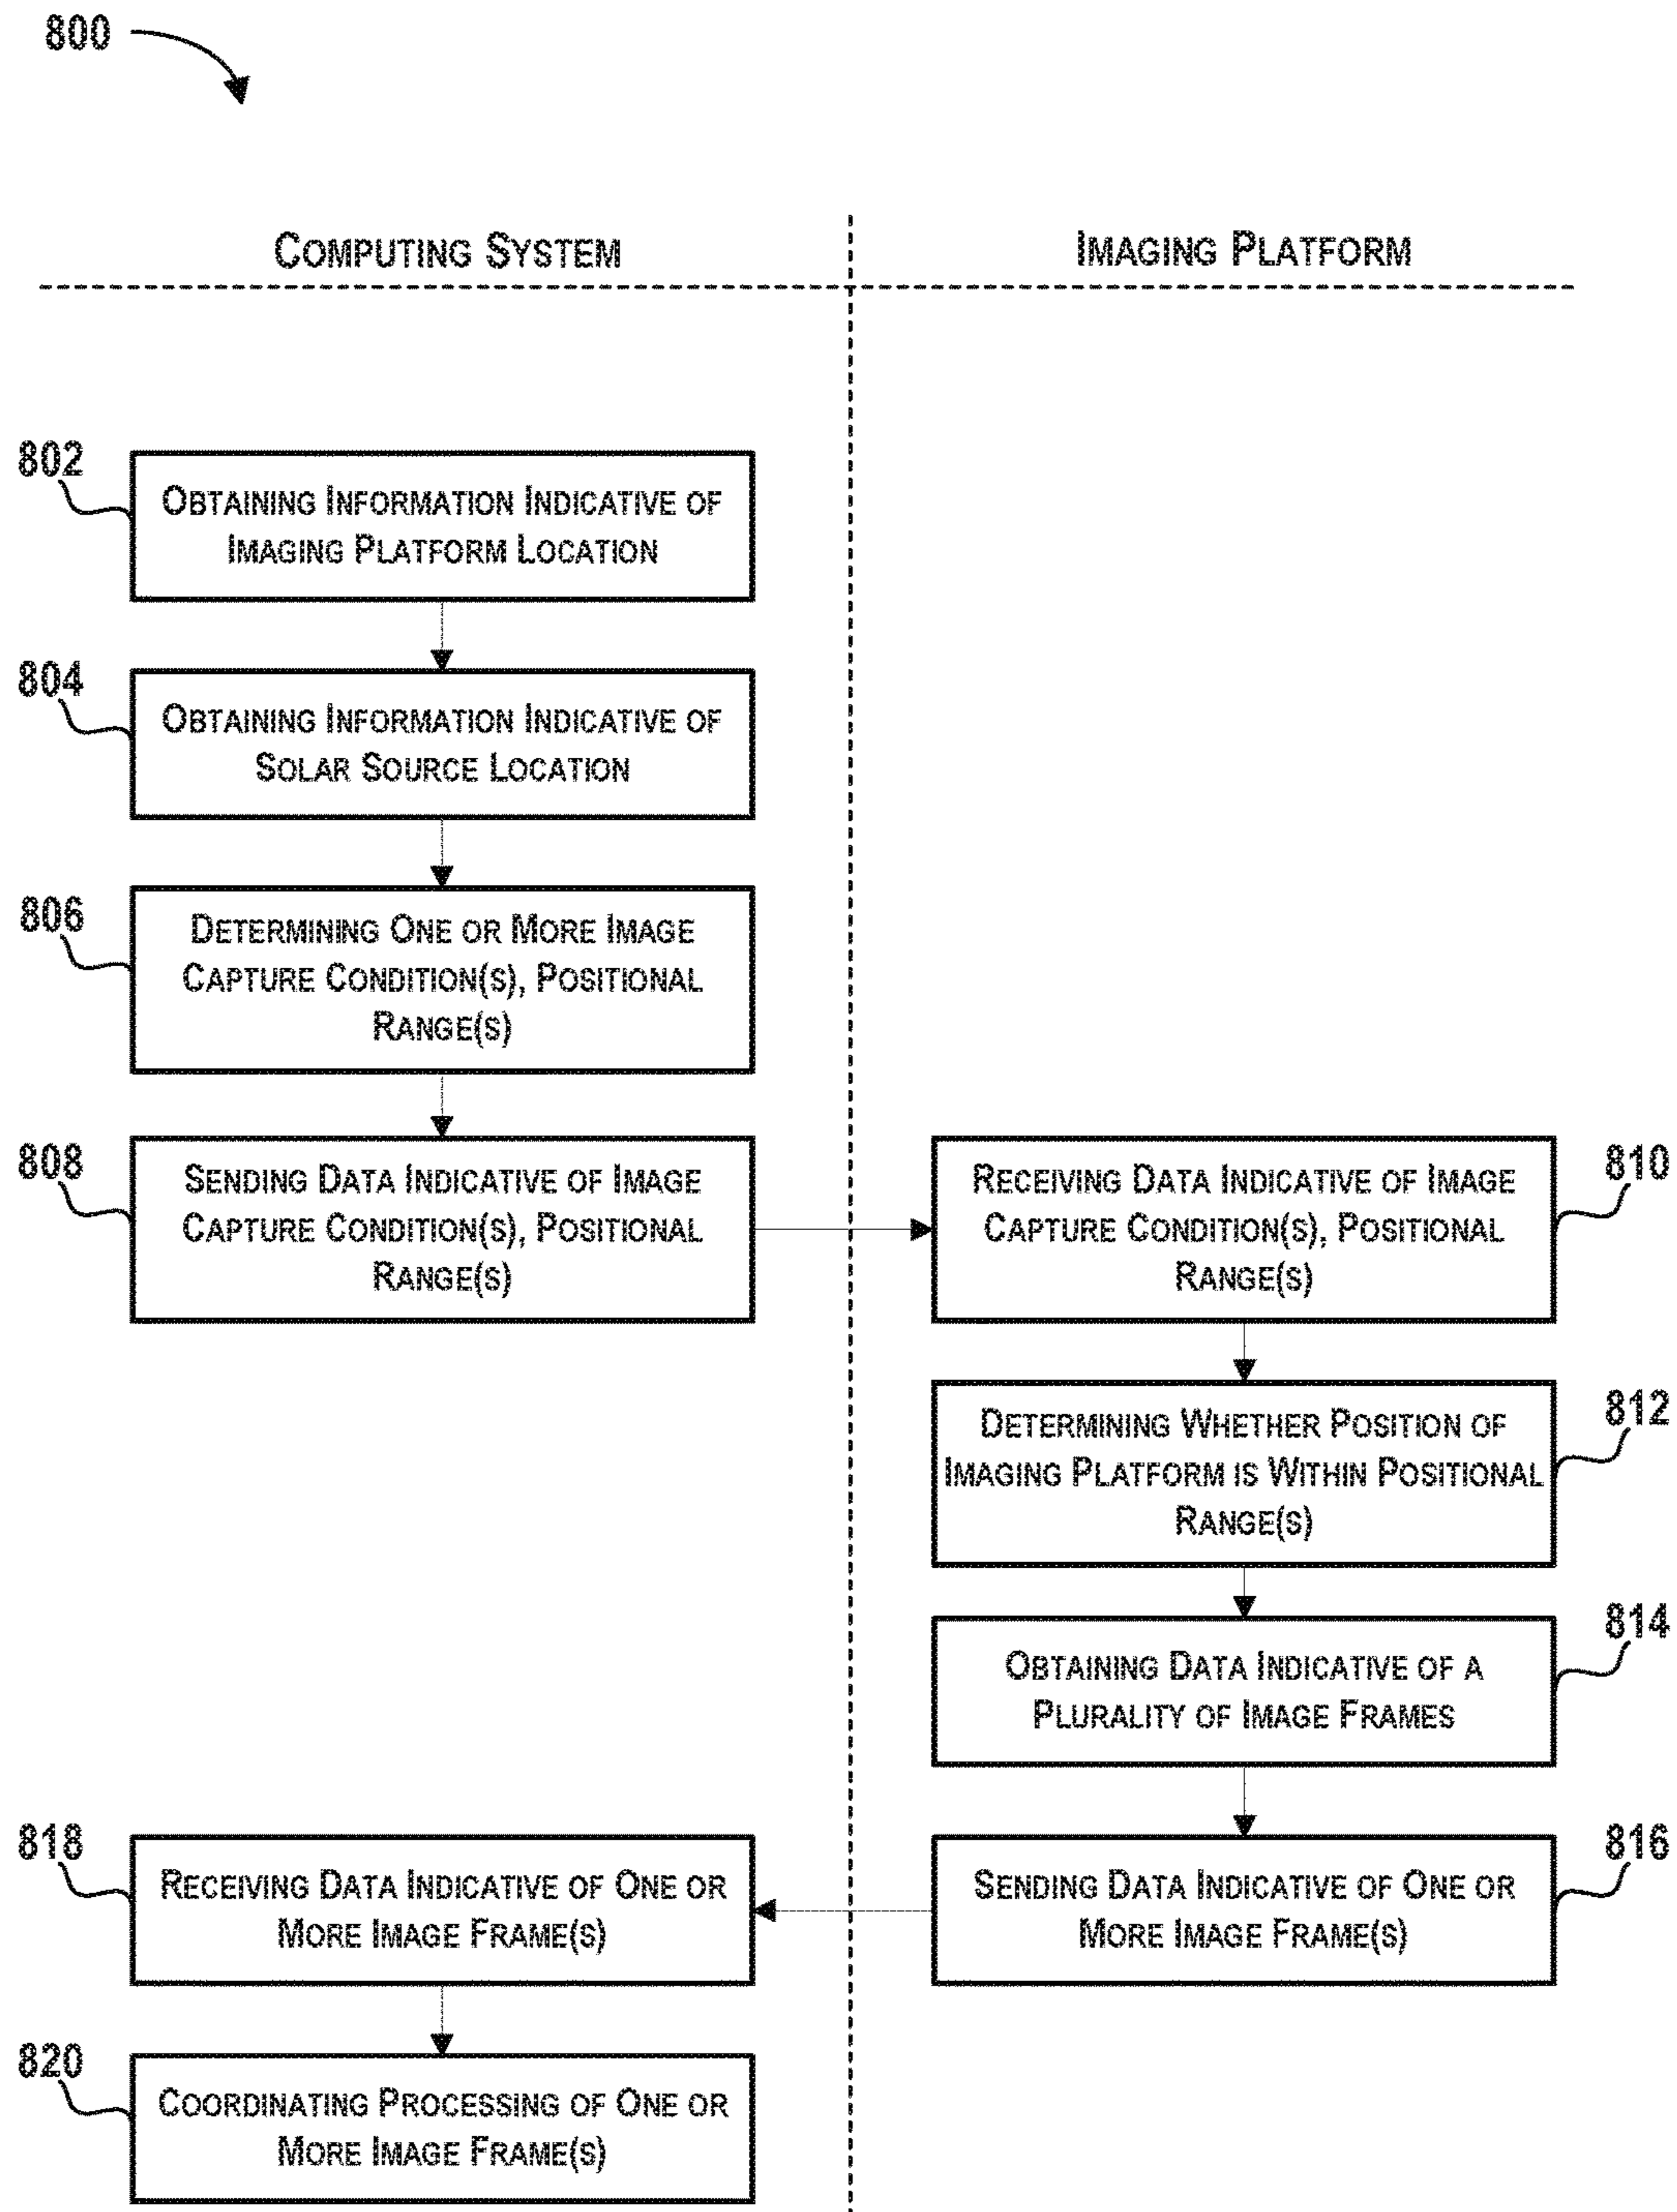 800
COMPUTING SYSTEM
IMAGING PLATFORM
802
OBTAINING INFORMATION INDICATIVE OF
IMAGING PLATFORM LOCATION
804
OBTAINING INFORMATION INDICATIVE OF
SOLAR SOURCE LOCATION
806
DETERMINING ONE OR MORE IMAGE
CAPTURE CONDITION(S), POSITIONAL
RANGE(S)
808
SENDING DATA INDICATIVE OF IMAGE
CAPTURE CONDITION(S), POSITIONAL
RANGE(S)
810
RECEIVING DATA INDICATIVE OF IMAGE
CAPTURE CONDITION(S), POSITIONAL
RANGE(S)
812
DETERMINING WHETHER POSITION OF
IMAGING PLATFORM IS WITHIN POSITIONAL
RANGE(S)
814
OBTAINING DATA INDICATIVE OF A
PLURALITY OF IMAGE FRAMES
816
SENDING DATA INDICATIVE OF ONE OR
MORE IMAGE FRAME(S)
818
RECEIVING DATA INDICATIVE OF ONE OR
MORE IMAGE FRAME(S)
820
COORDINATING PROCESSING OF ONE OR
MORE IMAGE FRAME(S)